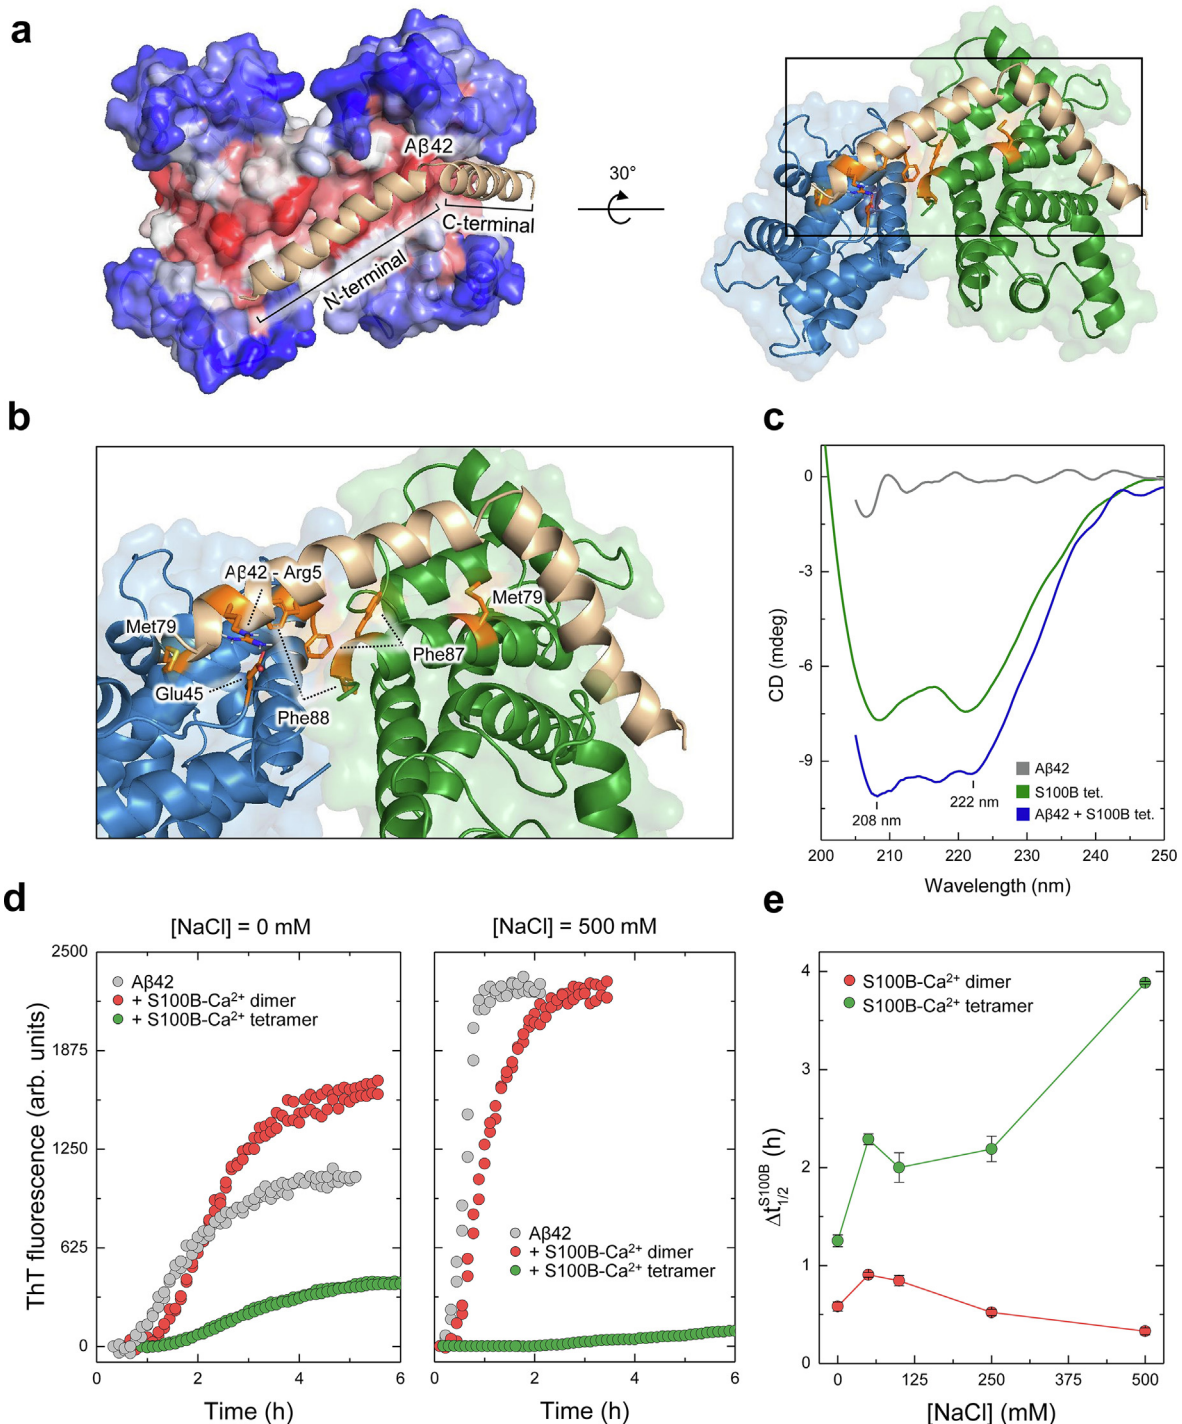 a
Aβ42
C-terminal
N-terminal
30°
b
Aβ42 - Arg5
Met79
Met79
Glu45
Phe87
Phe88
c
0
-3
-6
-9
CD (mdeg)
208 nm
222 nm
Aβ42
S100B tet.
Aβ42 + S100B tet.
200 210 220 230 240 250
Wavelength (nm)
d
[NaCl] = 0 mM
[NaCl] = 500 mM
2500
1875
1250
625
0
ThT fluorescence (arb. units)
Aβ42
+ S100B-Ca²⁺ dimer
+ S100B-Ca²⁺ tetramer
0 2 4 6
Time (h)
Aβ42
+ S100B-Ca²⁺ dimer
+ S100B-Ca²⁺ tetramer
0 2 4 6
Time (h)
e
4
3
2
1
0
Δt1/2 S100B (h)
S100B-Ca²⁺ dimer
S100B-Ca²⁺ tetramer
0 125 250 375 500
[NaCl] (mM)